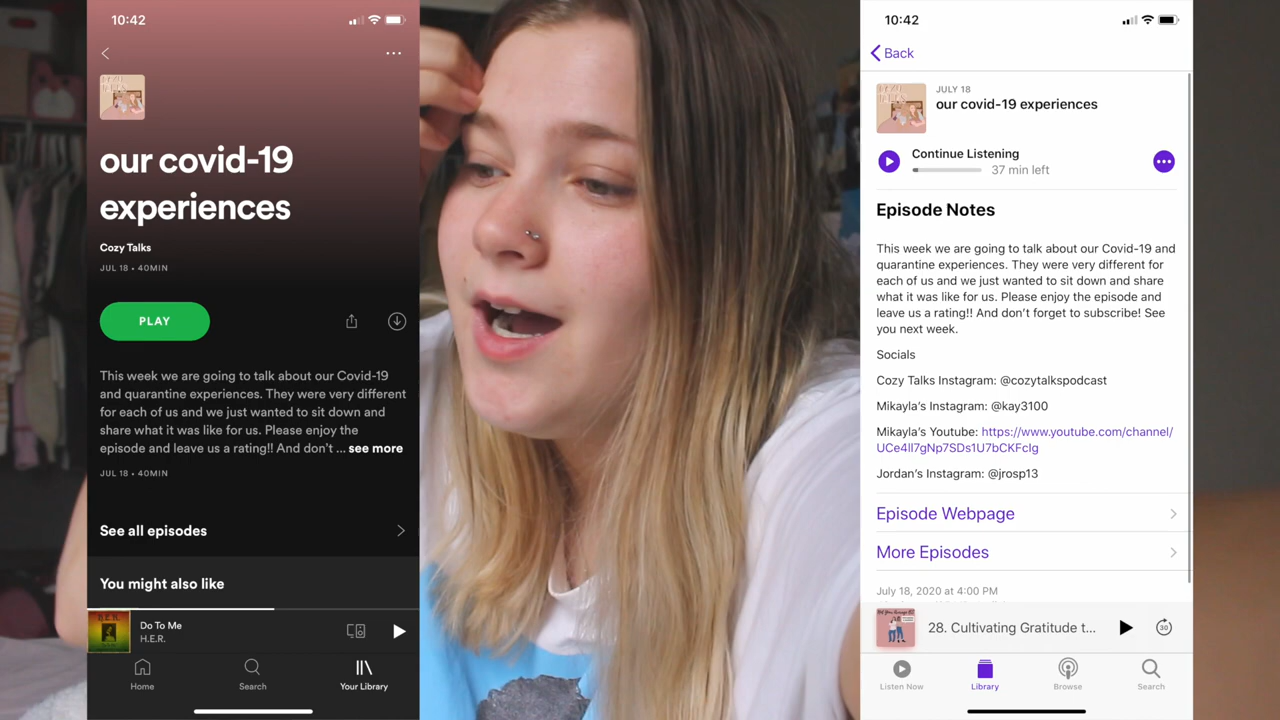 10:42
our covid-19
experiences
Cozy Talks
JUL 18 • 40MIN
PLAY
This week we are going to talk about our Covid-19
and quarantine experiences. They were very different
for each of us and we just wanted to sit down and
share what it was like for us. Please enjoy the
episode and leave us a rating!! And don't ... see more
JUL 18 • 40MIN
See all episodes
You might also like
Do To Me
H.E.R.
Home
Search
Your Library
10:42
Back
JULY 18
our covid-19 experiences
Continue Listening
37 min left
Episode Notes
This week we are going to talk about our Covid-19 and
quarantine experiences. They were very different for
each of us and we just wanted to sit down and share
what it was like for us. Please enjoy the episode and
leave us a rating!! And don't forget to subscribe! See
you next week.
Socials
Cozy Talks Instagram: @cozytalkspodcast
Mikayla's Instagram: @kay3100
Mikayla's Youtube: https://www.youtube.com/channel/
UCe4ll7gNp7SDs1U7bCKFcIg
Jordan's Instagram: @jrosp13
Episode Webpage
More Episodes
July 18, 2020 at 4:00 PM
28. Cultivating Gratitude t...
30
Listen Now
Library
Browse
Search